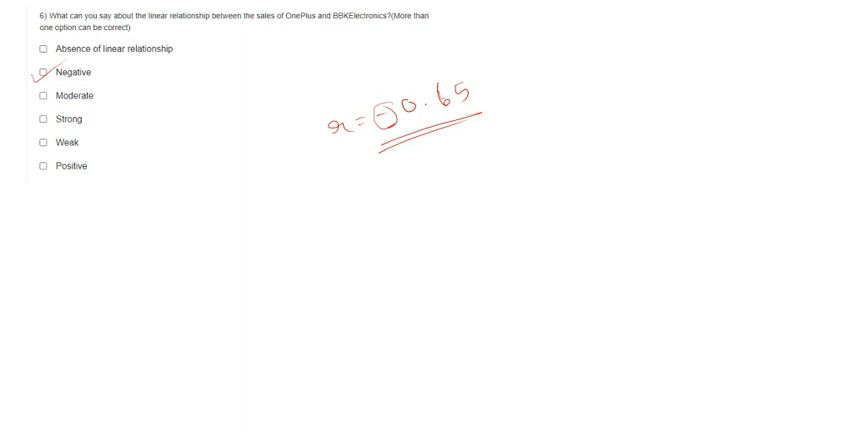 6) What can you say about the linear relationship between the sales of OnePlus and BBKElectronics?(More than
one option can be correct)
Absence of linear relationship
Negative
Moderate
r = -0.65
Strong
Weak
Positive